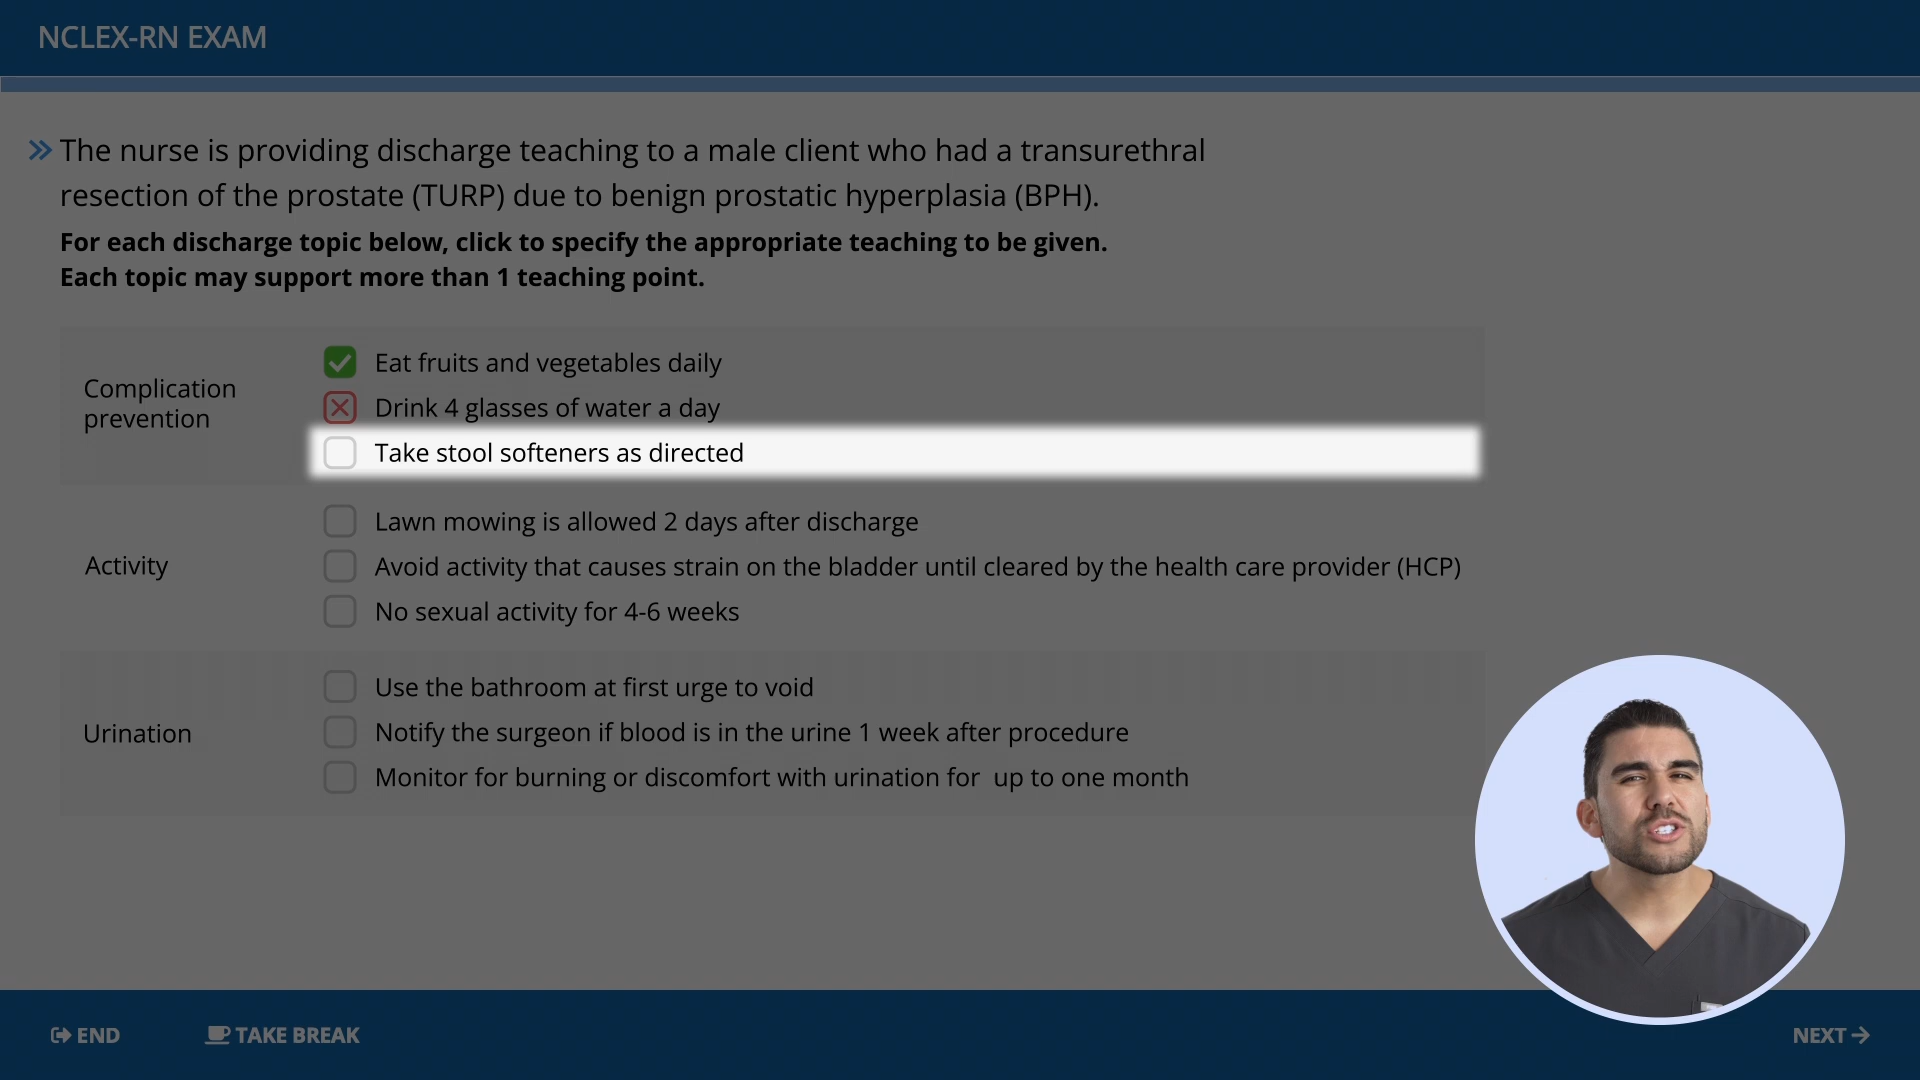 NCLEX-RN EXAM
The nurse is providing discharge teaching to a male client who had a transurethral
resection of the prostate (TURP) due to benign prostatic hyperplasia (BPH).
For each discharge topic below, click to specify the appropriate teaching to be given.
Each topic may support more than 1 teaching point.
Complication
prevention
Eat fruits and vegetables daily
Drink 4 glasses of water a day
Take stool softeners as directed
Activity
Lawn mowing is allowed 2 days after discharge
Avoid activity that causes strain on the bladder until cleared by the health care provider (HCP)
No sexual activity for 4-6 weeks
Urination
Use the bathroom at first urge to void
Notify the surgeon if blood is in the urine 1 week after procedure
Monitor for burning or discomfort with urination for up to one month
END
TAKE BREAK
NEXT